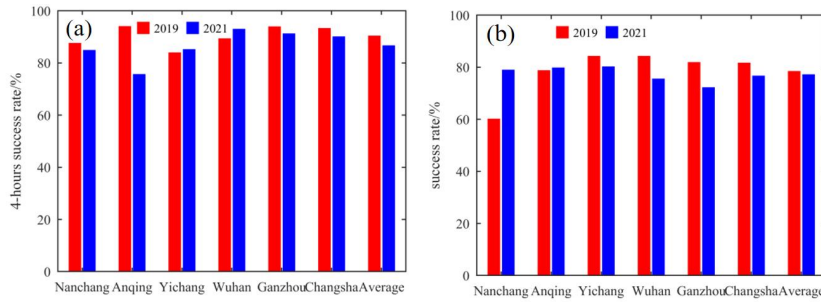 (a)
2019 2021
4-hours success rate/%
100
80
60
40
20
0
Nanchang Anqing Yichang Wuhan Ganzhou Changsha Average
(b)
2019 2021
success rate/%
100
80
60
40
20
0
Nanchang Anqing Yichang Wuhan Ganzhou Changsha Average